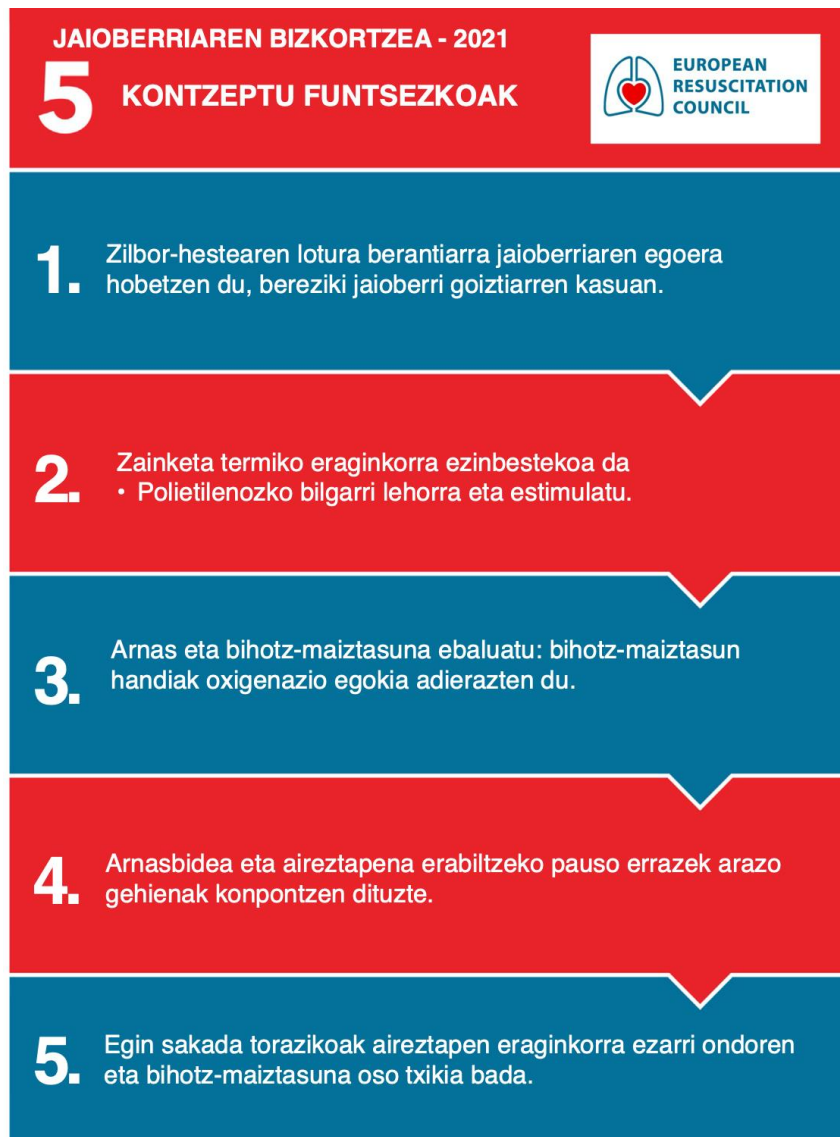 JAIOBERRIAREN BIZKORTZEA - 2021
5 KONTZEPTU FUNTSEZKOAK
EUROPEAN
RESUSCITATION
COUNCIL
1. Zilbor-hestearen lotura berantiarra jaioberriaren egoera
hobetzen du, bereziki jaioberri goiztiarren kasuan.
2. Zainketa termiko eraginkorra ezinbestekoa da
• Polietilenozko bilgarri lehorra eta estimulatu.
3. Arnas eta bihotz-maiztasuna ebaluatu: bihotz-maiztasun
handiak oxigenazio egokia adierazten du.
4. Arnasbidea eta aireztapena erabiltzeko pauso errazek arazo
gehienak konpontzen dituzte.
5. Egin sakada torazikoak aireztapen eraginkorra ezarri ondoren
eta bihotz-maiztasuna oso txikia bada.